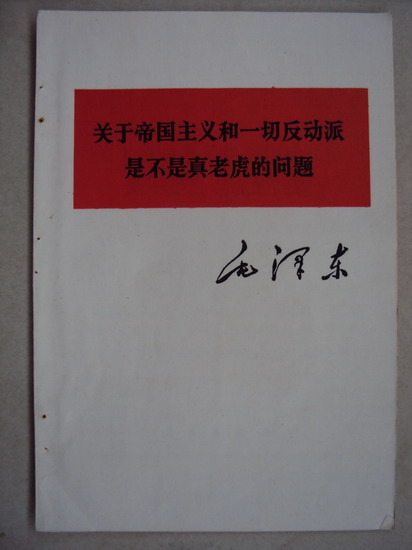 关于帝国主义和一切反动派
是不是真老虎的问题
毛泽东